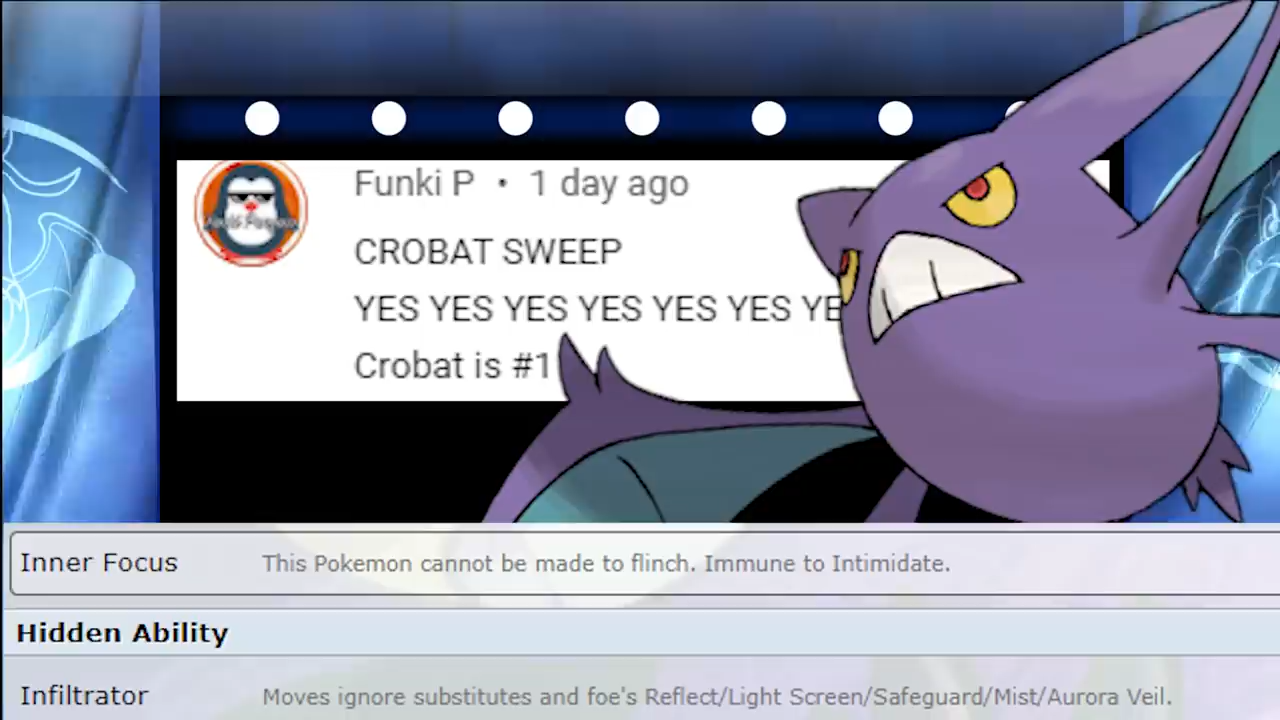 Funki P • 1 day ago
CROBAT SWEEP
YES YES YES YES YES YES YE
Crobat is #1
Inner Focus This Pokemon cannot be made to flinch. Immune to Intimidate.
Hidden Ability
Infiltrator Moves ignore substitutes and foe's Reflect/Light Screen/Safeguard/Mist/Aurora Veil.